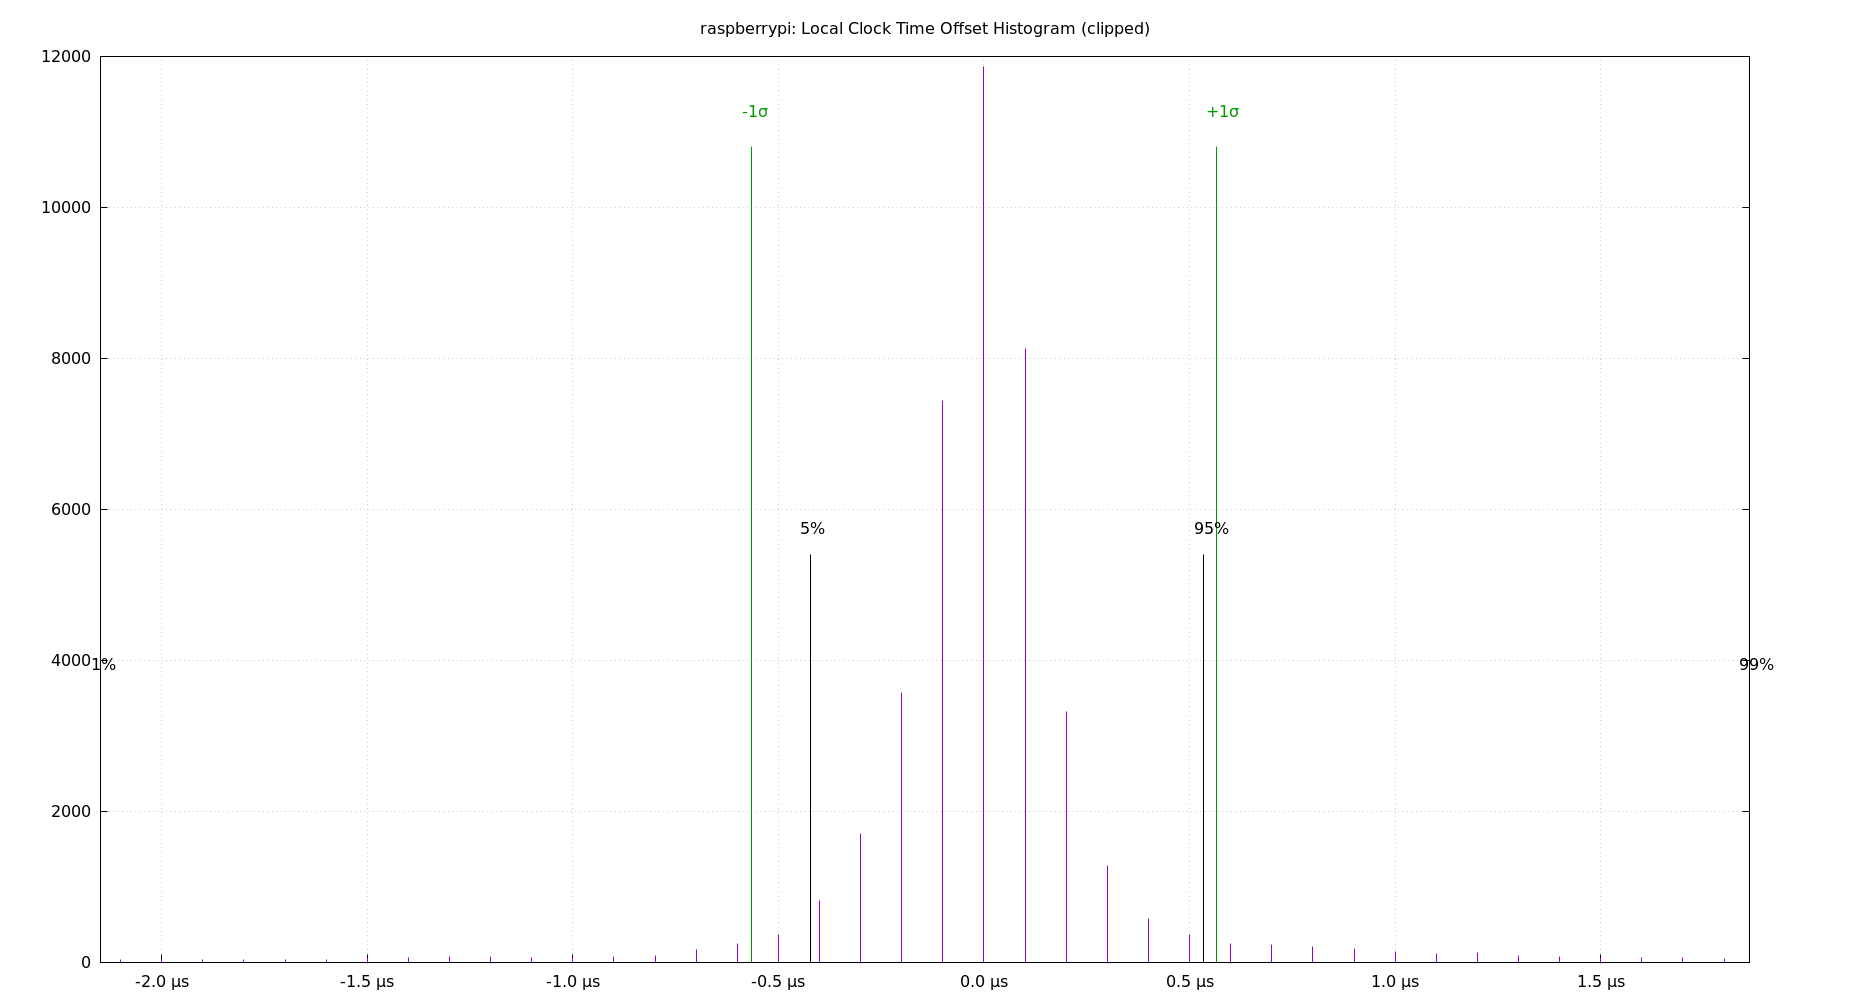 raspberrypi: Local Clock Time Offset Histogram (clipped)
12000
-1σ
+1σ
10000
8000
6000
5%
95%
4000
1%
99%
2000
0
-2.0 µs
-1.5 µs
-1.0 µs
-0.5 µs
0.0 µs
0.5 µs
1.0 µs
1.5 µs